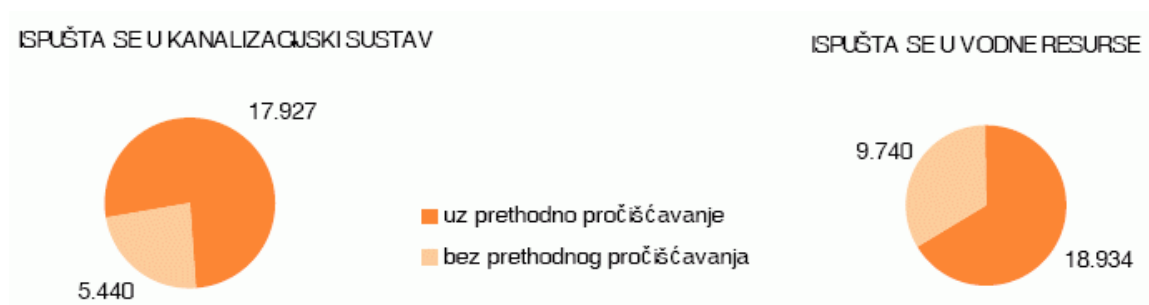 ISPUŠTA SE U KANALIZACIJSKI SUSTAV
17.927
5.440
uz prethodno pročišćavanje
bez prethodnog pročišćavanja
ISPUŠTA SE U VODNE RESURSE
9.740
18.934